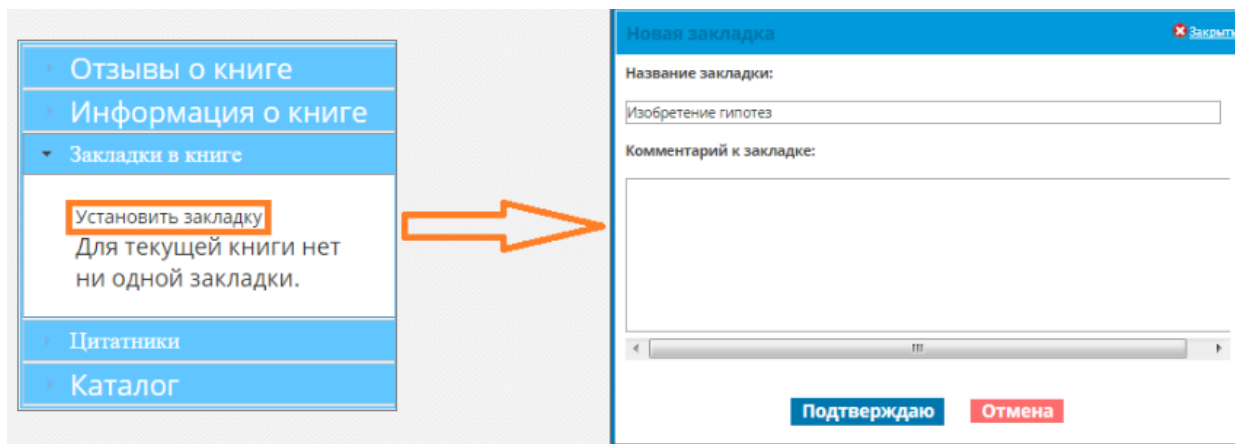 Отзывы о книге
Информация о книге
Закладки в книге
Установить закладку
Для текущей книги нет
ни одной закладки.
Цитатники
Каталог
Новая закладка
Закрыть
Название закладки:
Изобретение гипотез
Комментарий к закладке:
Подтверждаю
Отмена